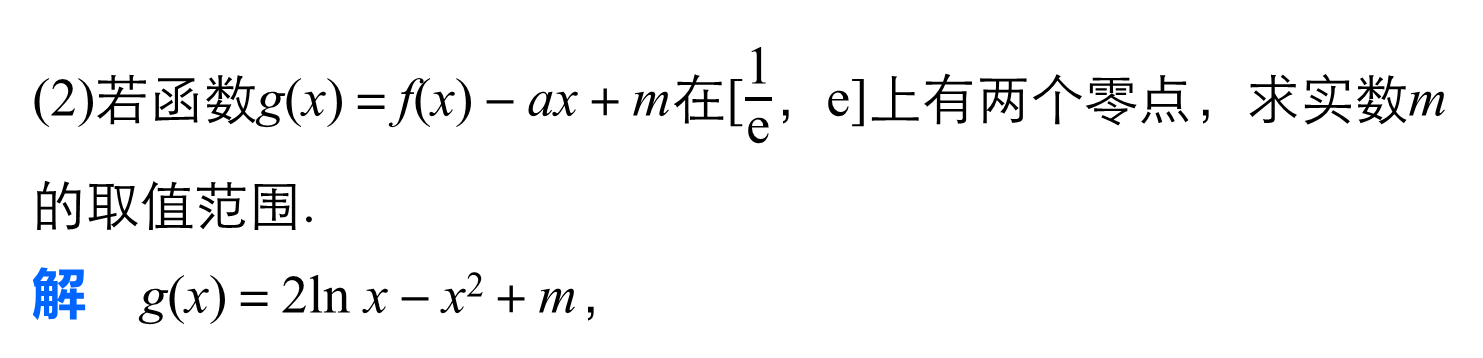 (2)若函数g(x)=f(x)-ax+m在[1/e, e]上有两个零点, 求实数m
的取值范围.
解 g(x)=2ln x-x²+m,